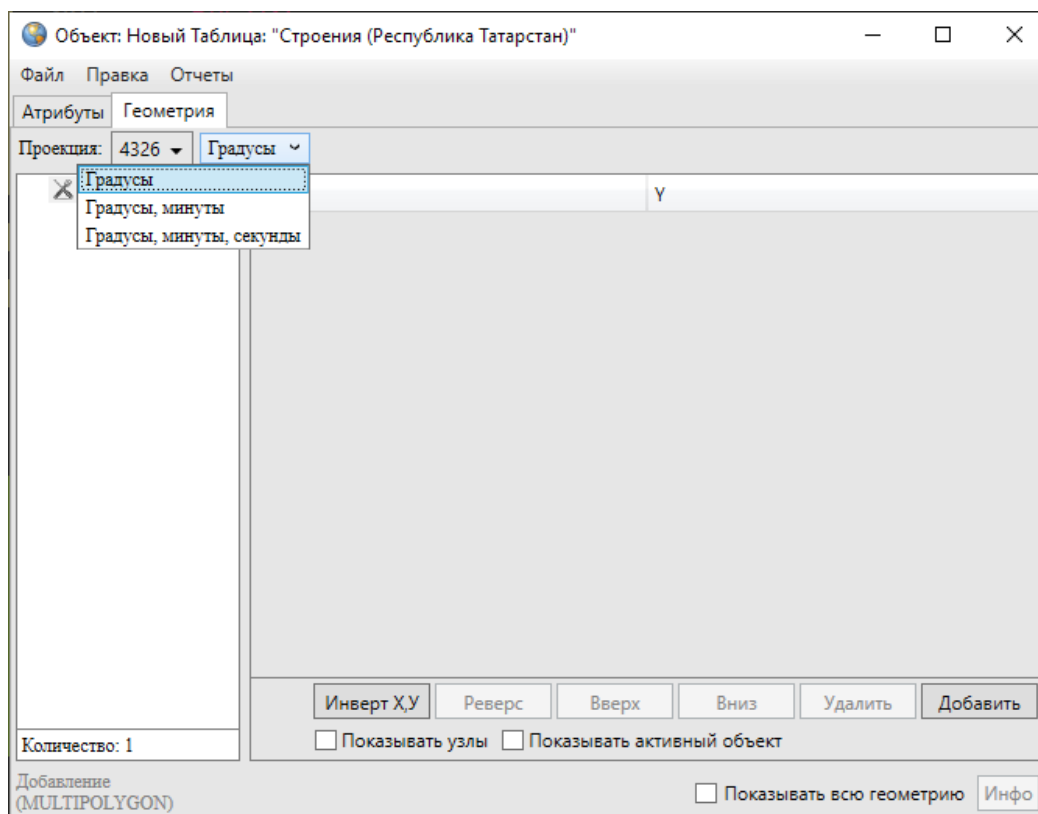 Объект: Новый Таблица: "Строения (Республика Татарстан)"
Файл Правка Отчеты
Атрибуты Геометрия
Проекция: 4326 Градусы
Градусы
Y
Градусы, минуты
Градусы, минуты, секунды
Инверт X,У Реверс Вверх Вниз Удалить Добавить
Количество: 1
Показывать узлы Показывать активный объект
Добавление
(MULTIPOLYGON)
Показывать всю геометрию Инфо